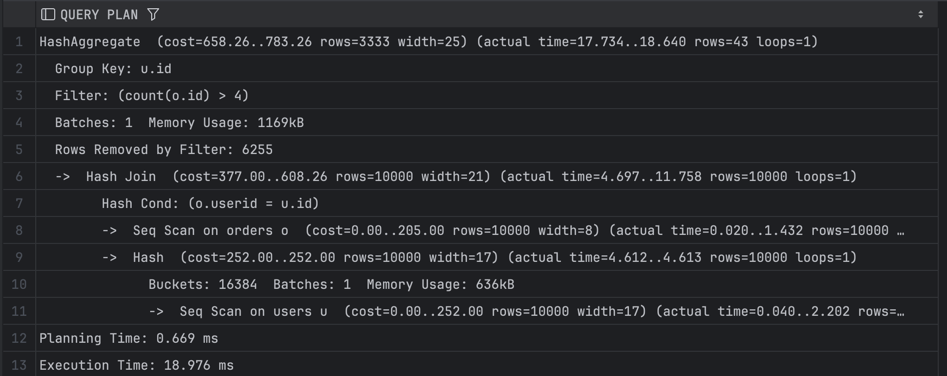 QUERY PLAN
1 HashAggregate (cost=658.26..783.26 rows=3333 width=25) (actual time=17.734..18.640 rows=43 loops=1)
2 Group Key: u.id
3 Filter: (count(o.id) > 4)
4 Batches: 1 Memory Usage: 1169kB
5 Rows Removed by Filter: 6255
6 -> Hash Join (cost=377.00..608.26 rows=10000 width=21) (actual time=4.697..11.758 rows=10000 loops=1)
7 Hash Cond: (o.userid = u.id)
8 -> Seq Scan on orders o (cost=0.00..205.00 rows=10000 width=8) (actual time=0.020..1.432 rows=10000 …
9 -> Hash (cost=252.00..252.00 rows=10000 width=17) (actual time=4.612..4.613 rows=10000 loops=1)
10 Buckets: 16384 Batches: 1 Memory Usage: 636kB
11 -> Seq Scan on users u (cost=0.00..252.00 rows=10000 width=17) (actual time=0.040..2.202 rows=…
12 Planning Time: 0.669 ms
13 Execution Time: 18.976 ms